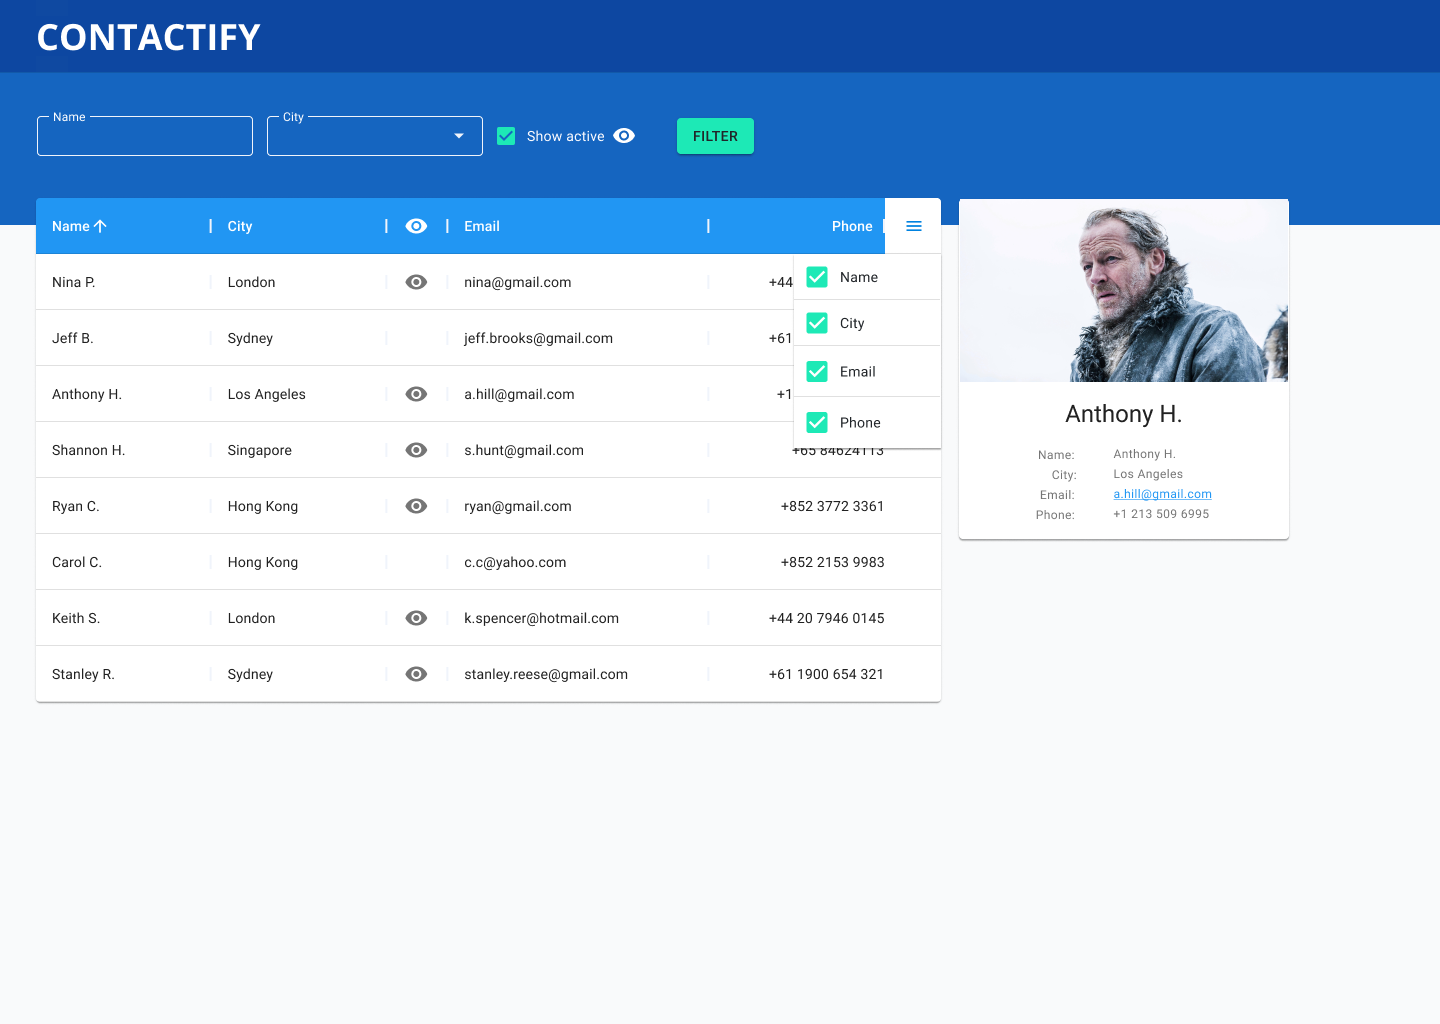 CONTACTIFY
Name
City
Show active
FILTER
Name City Email Phone
Nina P. London nina@gmail.com +44
Jeff B. Sydney jeff.brooks@gmail.com +61
Anthony H. Los Angeles a.hill@gmail.com +1
Shannon H. Singapore s.hunt@gmail.com +65 84624113
Ryan C. Hong Kong ryan@gmail.com +852 3772 3361
Carol C. Hong Kong c.c@yahoo.com +852 2153 9983
Keith S. London k.spencer@hotmail.com +44 20 7946 0145
Stanley R. Sydney stanley.reese@gmail.com +61 1900 654 321
Name
City
Email
Phone
Anthony H.
Name: Anthony H.
City: Los Angeles
Email: a.hill@gmail.com
Phone: +1 213 509 6995